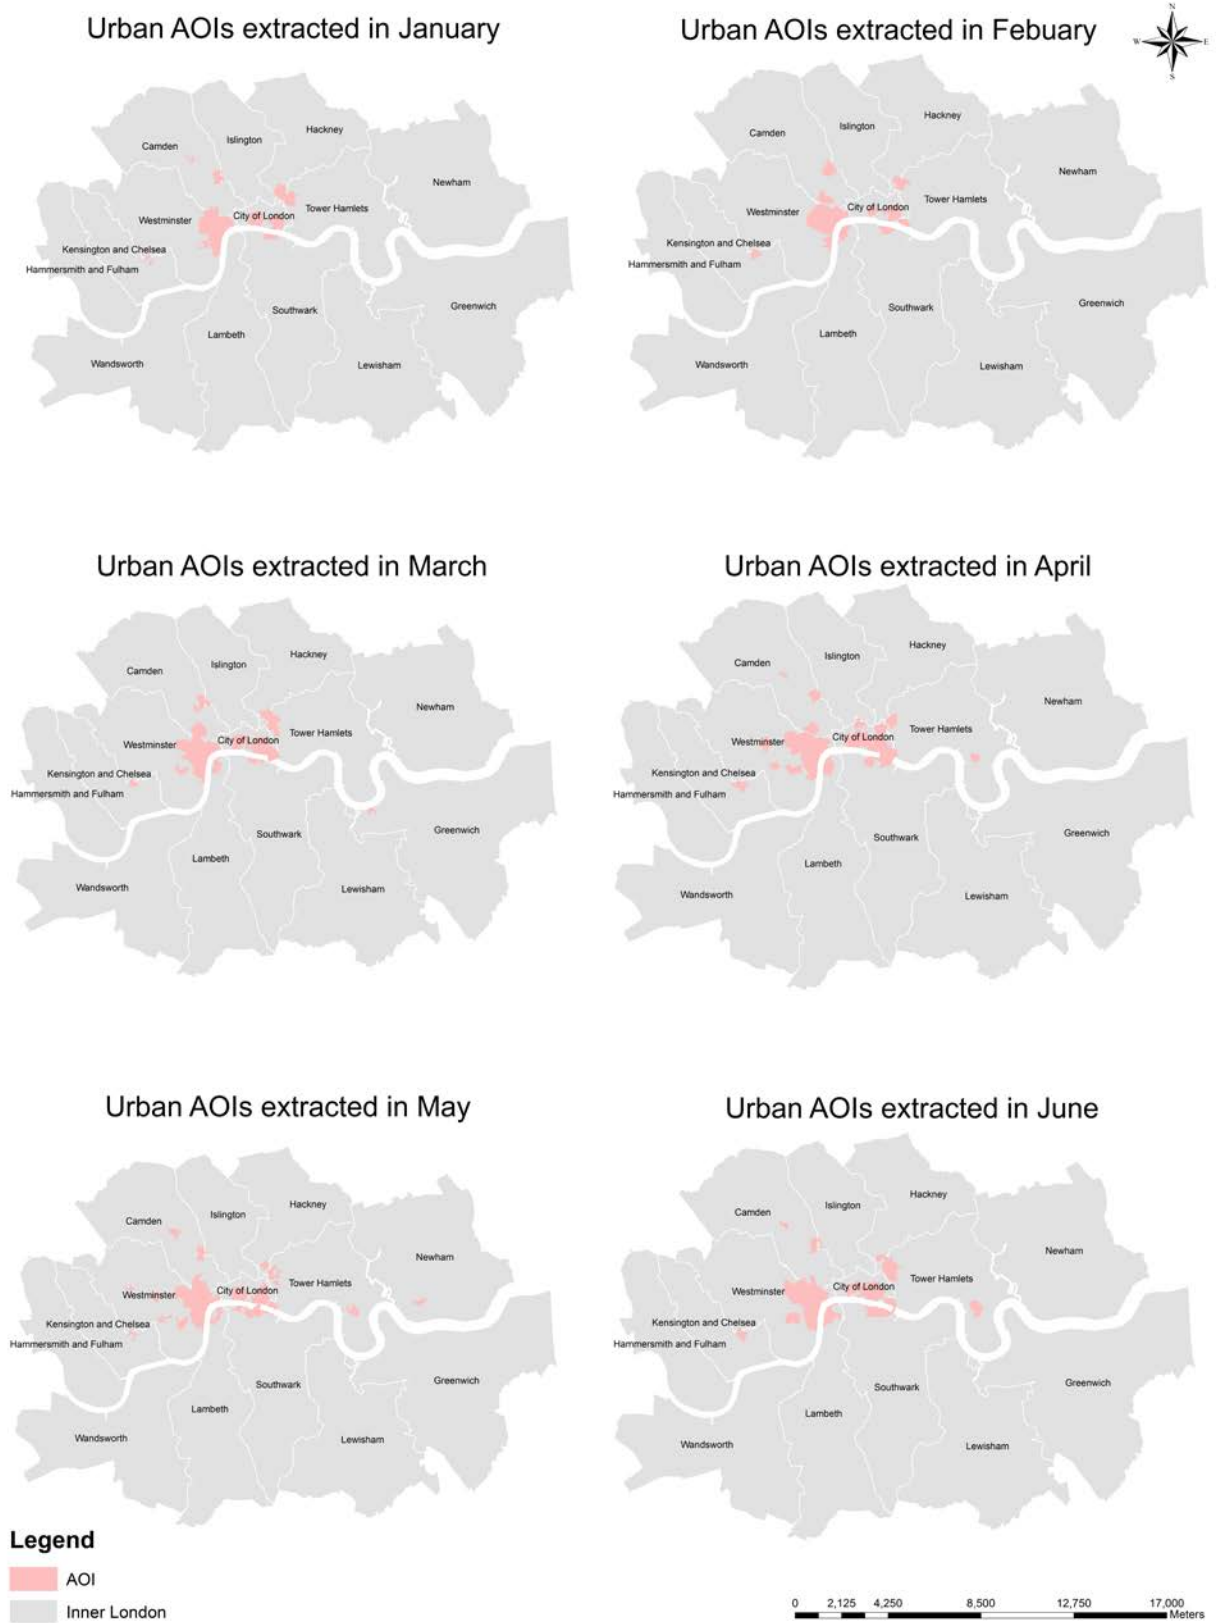 Urban AOIs extracted in January
Camden
Islington
Hackney
Newham
Westminster
City of London
Tower Hamlets
Kensington and Chelsea
Hammersmith and Fulham
Greenwich
Southwark
Lambeth
Wandsworth
Lewisham
Urban AOIs extracted in Febuary
N
W
E
S
Camden
Islington
Hackney
Newham
Westminster
City of London
Tower Hamlets
Kensington and Chelsea
Hammersmith and Fulham
Greenwich
Southwark
Lambeth
Wandsworth
Lewisham
Urban AOIs extracted in March
Camden
Islington
Hackney
Newham
Westminster
City of London
Tower Hamlets
Kensington and Chelsea
Hammersmith and Fulham
Greenwich
Southwark
Lambeth
Wandsworth
Lewisham
Urban AOIs extracted in April
Camden
Islington
Hackney
Newham
Westminster
City of London
Tower Hamlets
Kensington and Chelsea
Hammersmith and Fulham
Greenwich
Southwark
Lambeth
Wandsworth
Lewisham
Urban AOIs extracted in May
Camden
Islington
Hackney
Newham
Westminster
City of London
Tower Hamlets
Kensington and Chelsea
Hammersmith and Fulham
Greenwich
Southwark
Lambeth
Wandsworth
Lewisham
Urban AOIs extracted in June
Camden
Islington
Hackney
Newham
Westminster
City of London
Tower Hamlets
Kensington and Chelsea
Hammersmith and Fulham
Greenwich
Southwark
Lambeth
Wandsworth
Lewisham
Legend
AOI
Inner London
0 2,125 4,250 8,500 12,750 17,000
Meters